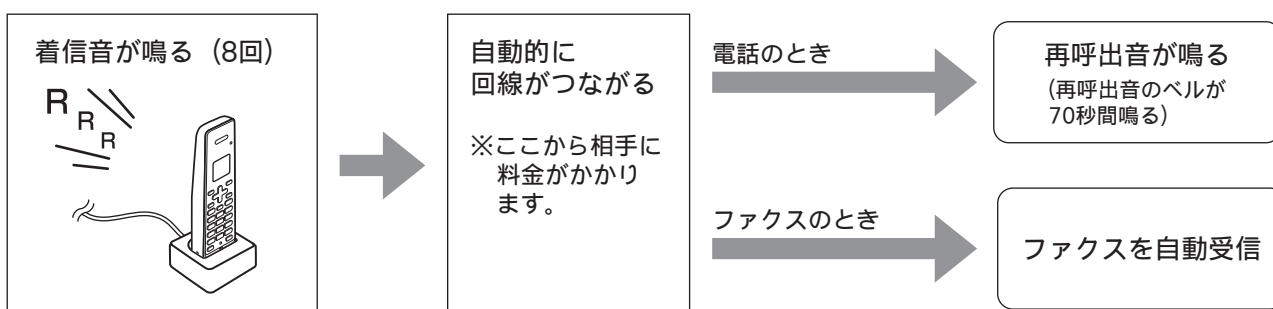 着信音が鳴る (8回)
R
R
R
自動的に
回線がつながる
※ここから相手に
料金がかかり
ます。
電話のとき
再呼出音が鳴る
(再呼出音のベルが
70秒間鳴る)
ファクスのとき
ファクスを自動受信